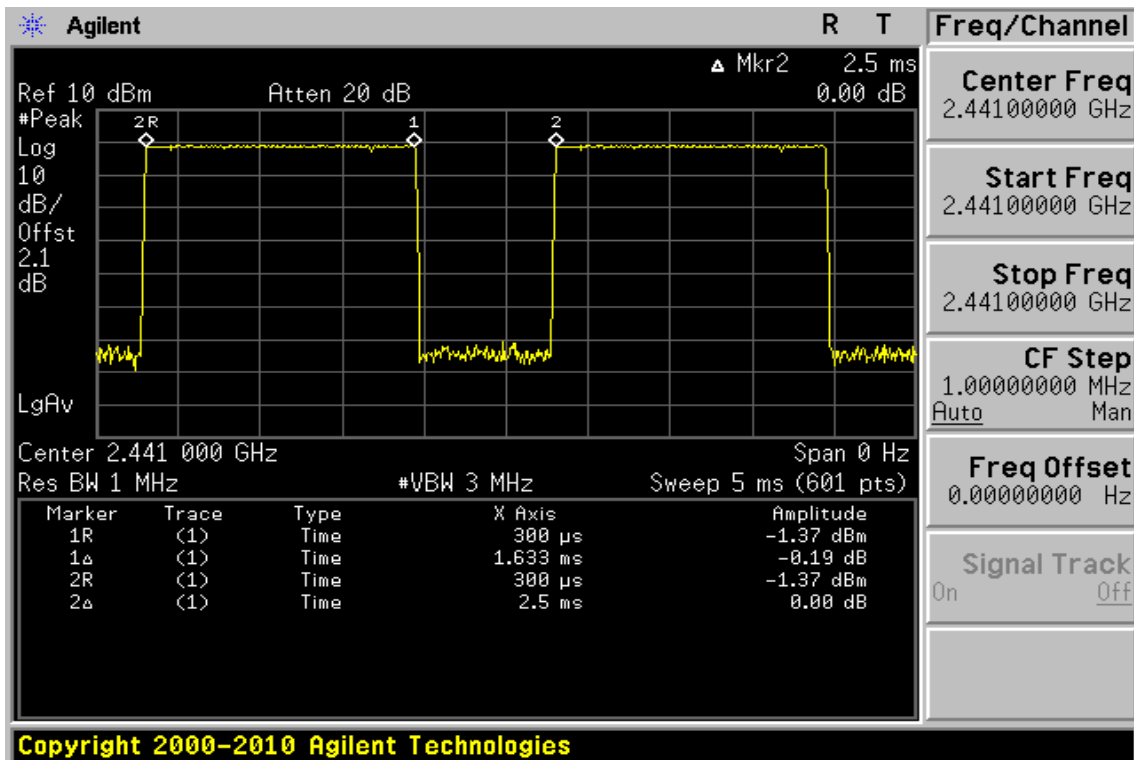 Agilent R T
Freq/Channel
△ Mkr2 2.5 ms
Ref 10 dBm Atten 20 dB 0.00 dB
#Peak
Log
10
dB/
Offst
2.1
dB
LgAv
2R 1 2
Center 2.441 000 GHz Span 0 Hz
Res BW 1 MHz #VBW 3 MHz Sweep 5 ms (601 pts)
Marker Trace Type X Axis Amplitude
1R (1) Time 300 µs -1.37 dBm
1△ (1) Time 1.633 ms -0.19 dB
2R (1) Time 300 µs -1.37 dBm
2△ (1) Time 2.5 ms 0.00 dB
Center Freq
2.44100000 GHz
Start Freq
2.44100000 GHz
Stop Freq
2.44100000 GHz
CF Step
1.00000000 MHz
Auto Man
Freq Offset
0.00000000 Hz
Signal Track
On Off
Copyright 2000-2010 Agilent Technologies